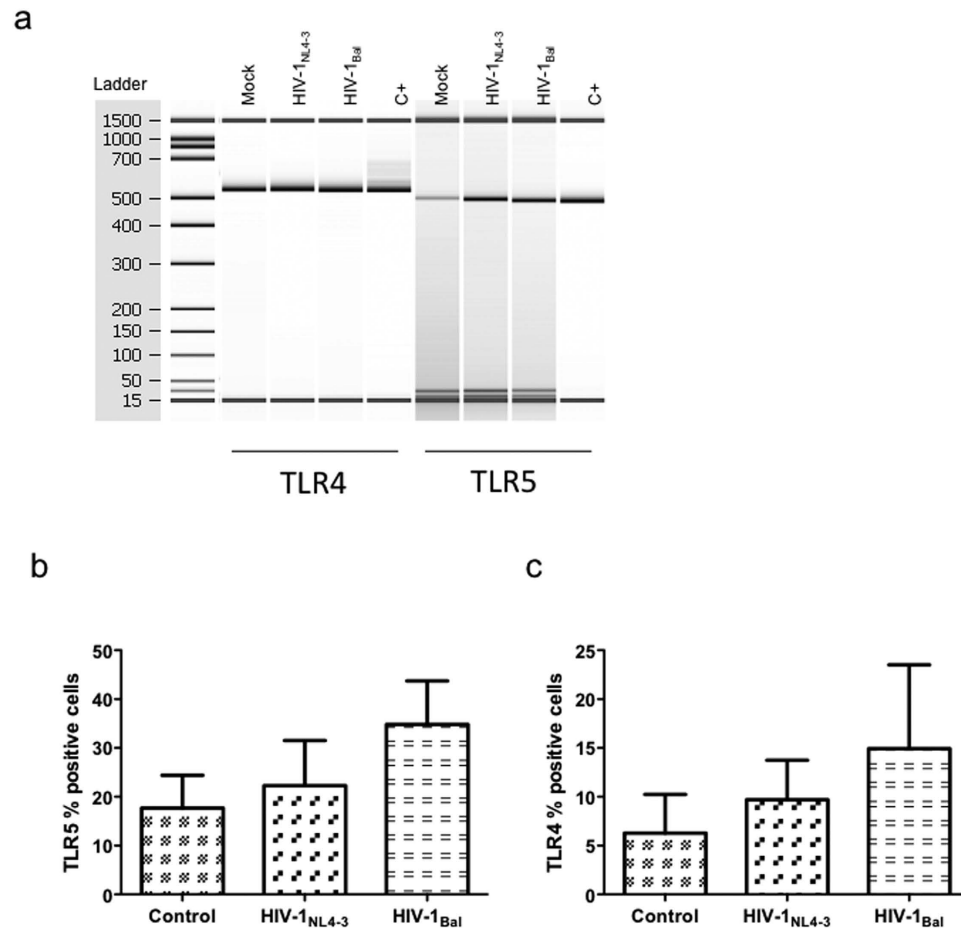 a
Ladder
Mock
HIV-1NL4-3
HIV-1Bal
C+
Mock
HIV-1NL4-3
HIV-1Bal
C+
1500
1000
700
500
400
300
200
150
100
50
15
TLR4
TLR5
b
TLR5 % positive cells
50
40
30
20
10
0
Control
HIV-1NL4-3
HIV-1Bal
c
TLR4 % positive cells
25
20
15
10
5
0
Control
HIV-1NL4-3
HIV-1Bal